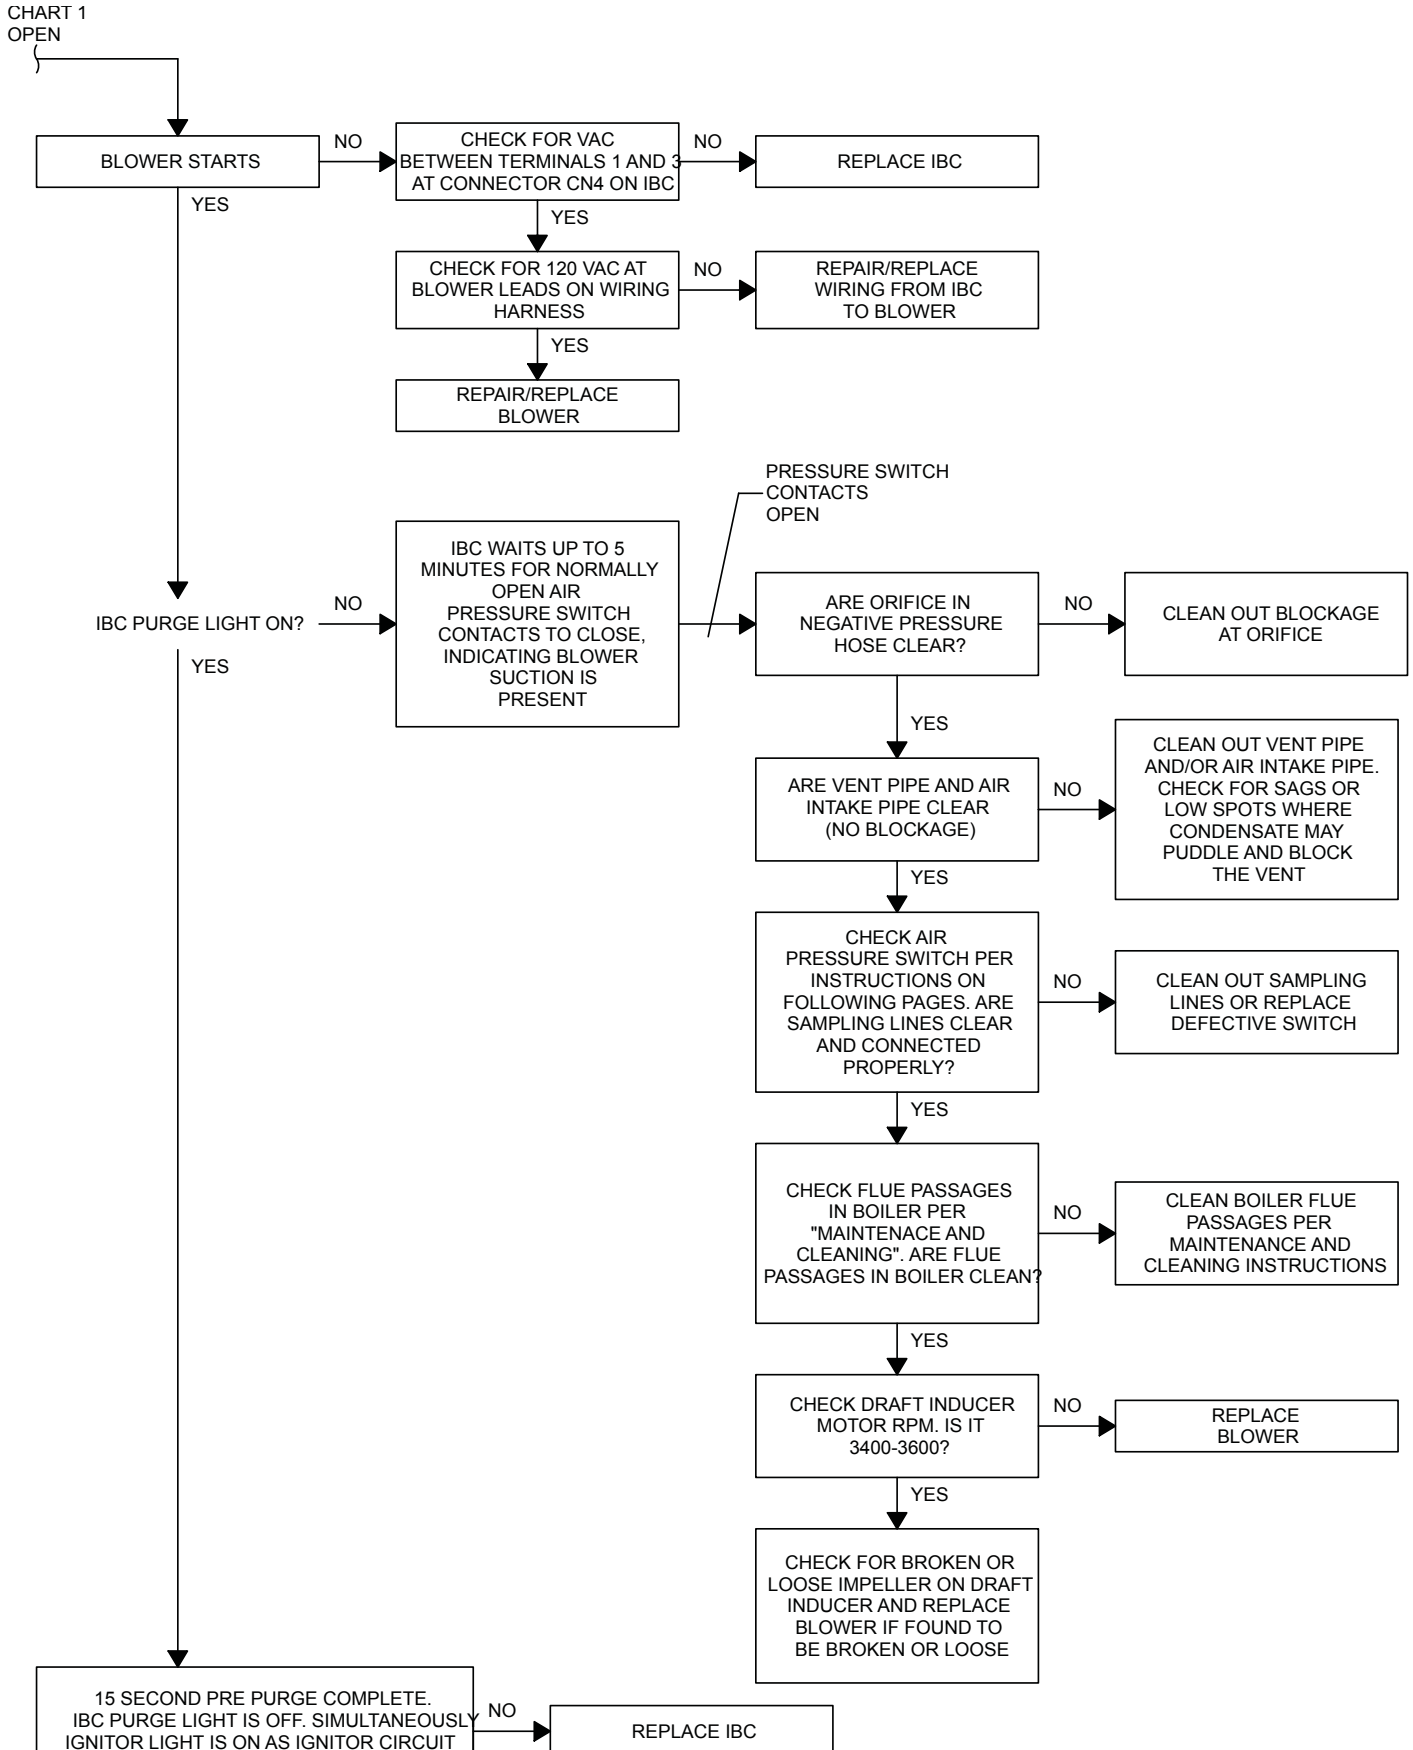 CHART 1
OPEN
BLOWER STARTS
NO
CHECK FOR VAC
BETWEEN TERMINALS 1 AND 3
AT CONNECTOR CN4 ON IBC
NO
REPLACE IBC
YES
YES
CHECK FOR 120 VAC AT
BLOWER LEADS ON WIRING
HARNESS
NO
REPAIR/REPLACE
WIRING FROM IBC
TO BLOWER
YES
REPAIR/REPLACE
BLOWER
PRESSURE SWITCH
CONTACTS
OPEN
IBC PURGE LIGHT ON?
NO
IBC WAITS UP TO 5
MINUTES FOR NORMALLY
OPEN AIR
PRESSURE SWITCH
CONTACTS TO CLOSE,
INDICATING BLOWER
SUCTION IS
PRESENT
ARE ORIFICE IN
NEGATIVE PRESSURE
HOSE CLEAR?
NO
CLEAN OUT BLOCKAGE
AT ORIFICE
YES
YES
ARE VENT PIPE AND AIR
INTAKE PIPE CLEAR
(NO BLOCKAGE)
NO
CLEAN OUT VENT PIPE
AND/OR AIR INTAKE PIPE.
CHECK FOR SAGS OR
LOW SPOTS WHERE
CONDENSATE MAY
PUDDLE AND BLOCK
THE VENT
YES
CHECK AIR
PRESSURE SWITCH PER
INSTRUCTIONS ON
FOLLOWING PAGES. ARE
SAMPLING LINES CLEAR
AND CONNECTED
PROPERLY?
NO
CLEAN OUT SAMPLING
LINES OR REPLACE
DEFECTIVE SWITCH
YES
CHECK FLUE PASSAGES
IN BOILER PER
"MAINTENACE AND
CLEANING". ARE FLUE
PASSAGES IN BOILER CLEAN?
NO
CLEAN BOILER FLUE
PASSAGES PER
MAINTENANCE AND
CLEANING INSTRUCTIONS
YES
CHECK DRAFT INDUCER
MOTOR RPM. IS IT
3400-3600?
NO
REPLACE
BLOWER
YES
CHECK FOR BROKEN OR
LOOSE IMPELLER ON DRAFT
INDUCER AND REPLACE
BLOWER IF FOUND TO
BE BROKEN OR LOOSE
15 SECOND PRE PURGE COMPLETE.
IBC PURGE LIGHT IS OFF. SIMULTANEOUSLY
IGNITOR LIGHT IS ON AS IGNITOR CIRCUIT
NO
REPLACE IBC